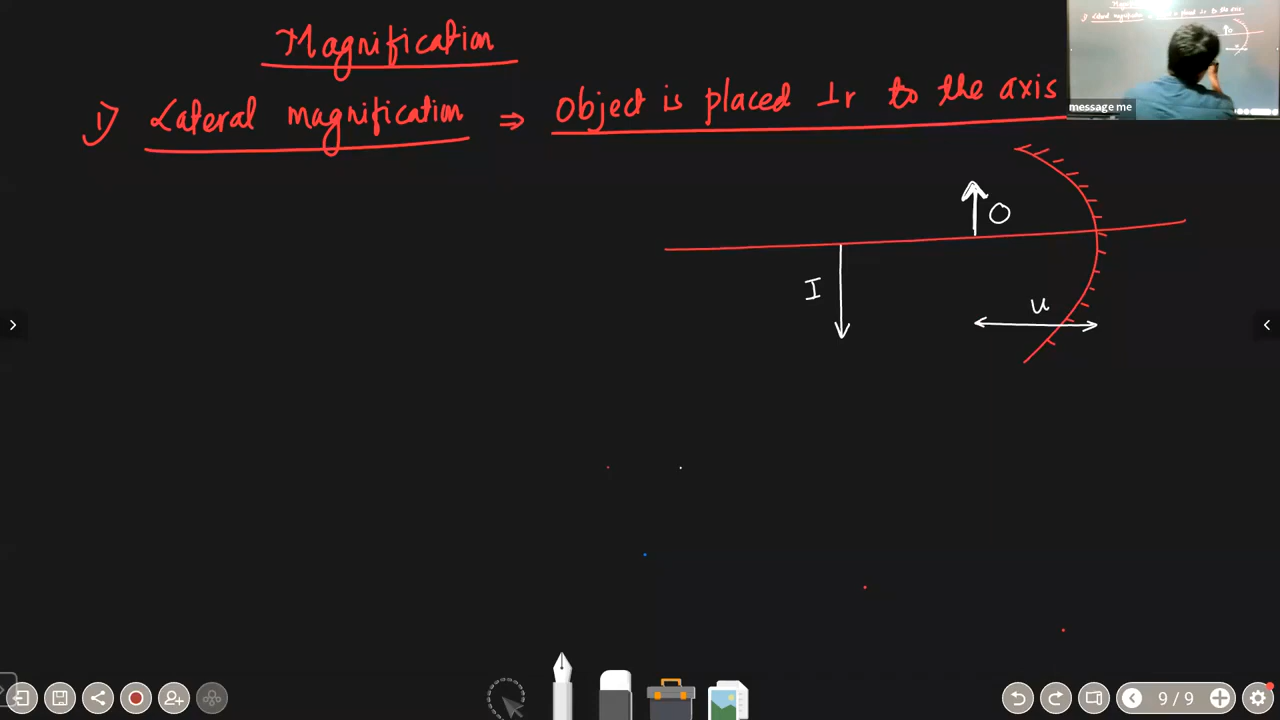 Magnification
1) Lateral magnification ⇒ Object is placed ⊥r to the axis
O
I
u
message me
9 / 9